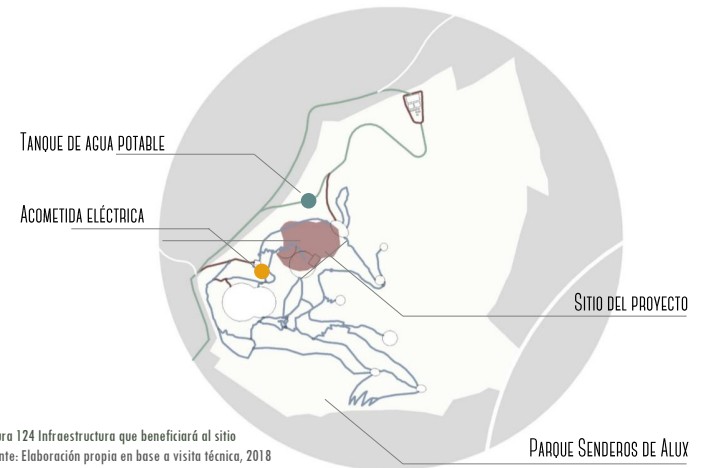 TANQUE DE AGUA POTABLE
ACOMETIDA ELÉCTRICA
SITIO DEL PROYECTO
PARQUE SENDEROS DE ALUX
ura 124 Infraestructura que beneficiará al sitio
nte: Elaboración propia en base a visita técnica, 2018